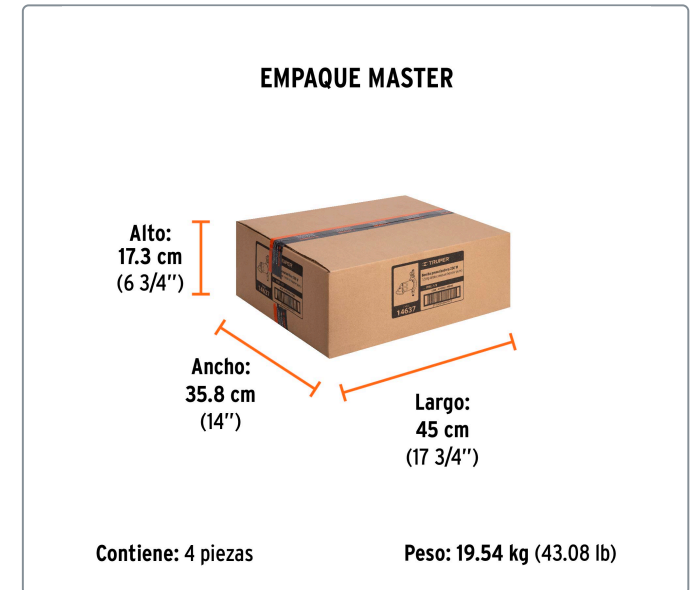 EMPAQUE MASTER
Alto:
17.3 cm
(6 3/4″)
TRUPER
14637
Ancho:
35.8 cm
(14″)
Largo:
45 cm
(17 3/4″)
Contiene: 4 piezas
Peso: 19.54 kg (43.08 lb)